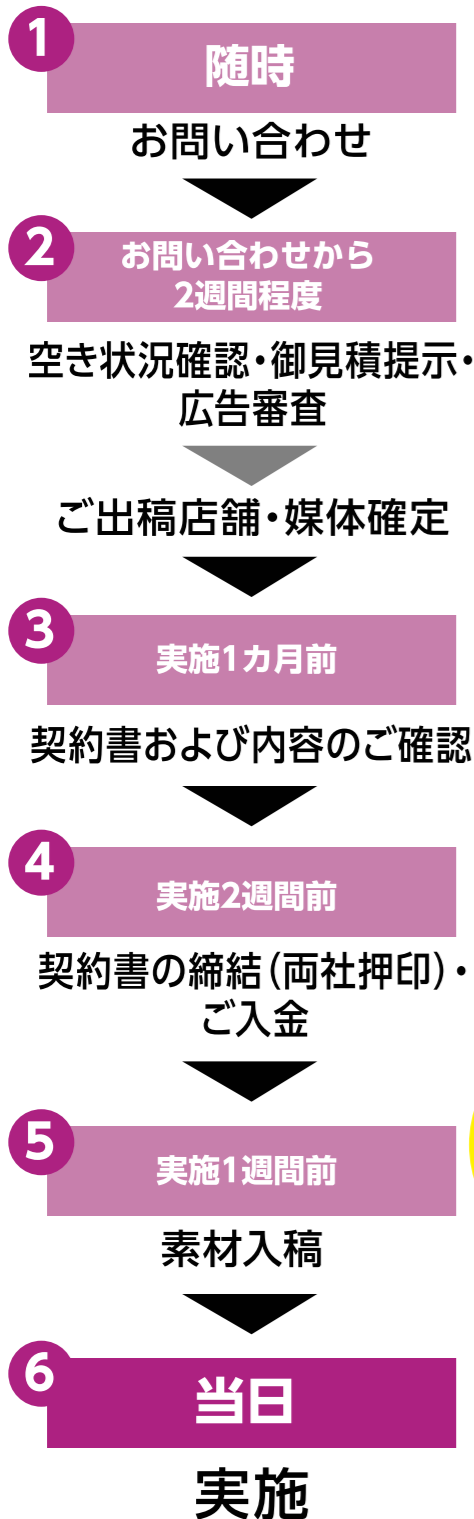 1
随時
お問い合わせ
2
お問い合わせから
2週間程度
空き状況確認・御見積提示・
広告審査
ご出稿店舗・媒体確定
3
実施1カ月前
契約書および内容のご確認
4
実施2週間前
契約書の締結（両社押印）・
ご入金
5
実施1週間前
素材入稿
6
当日
実施